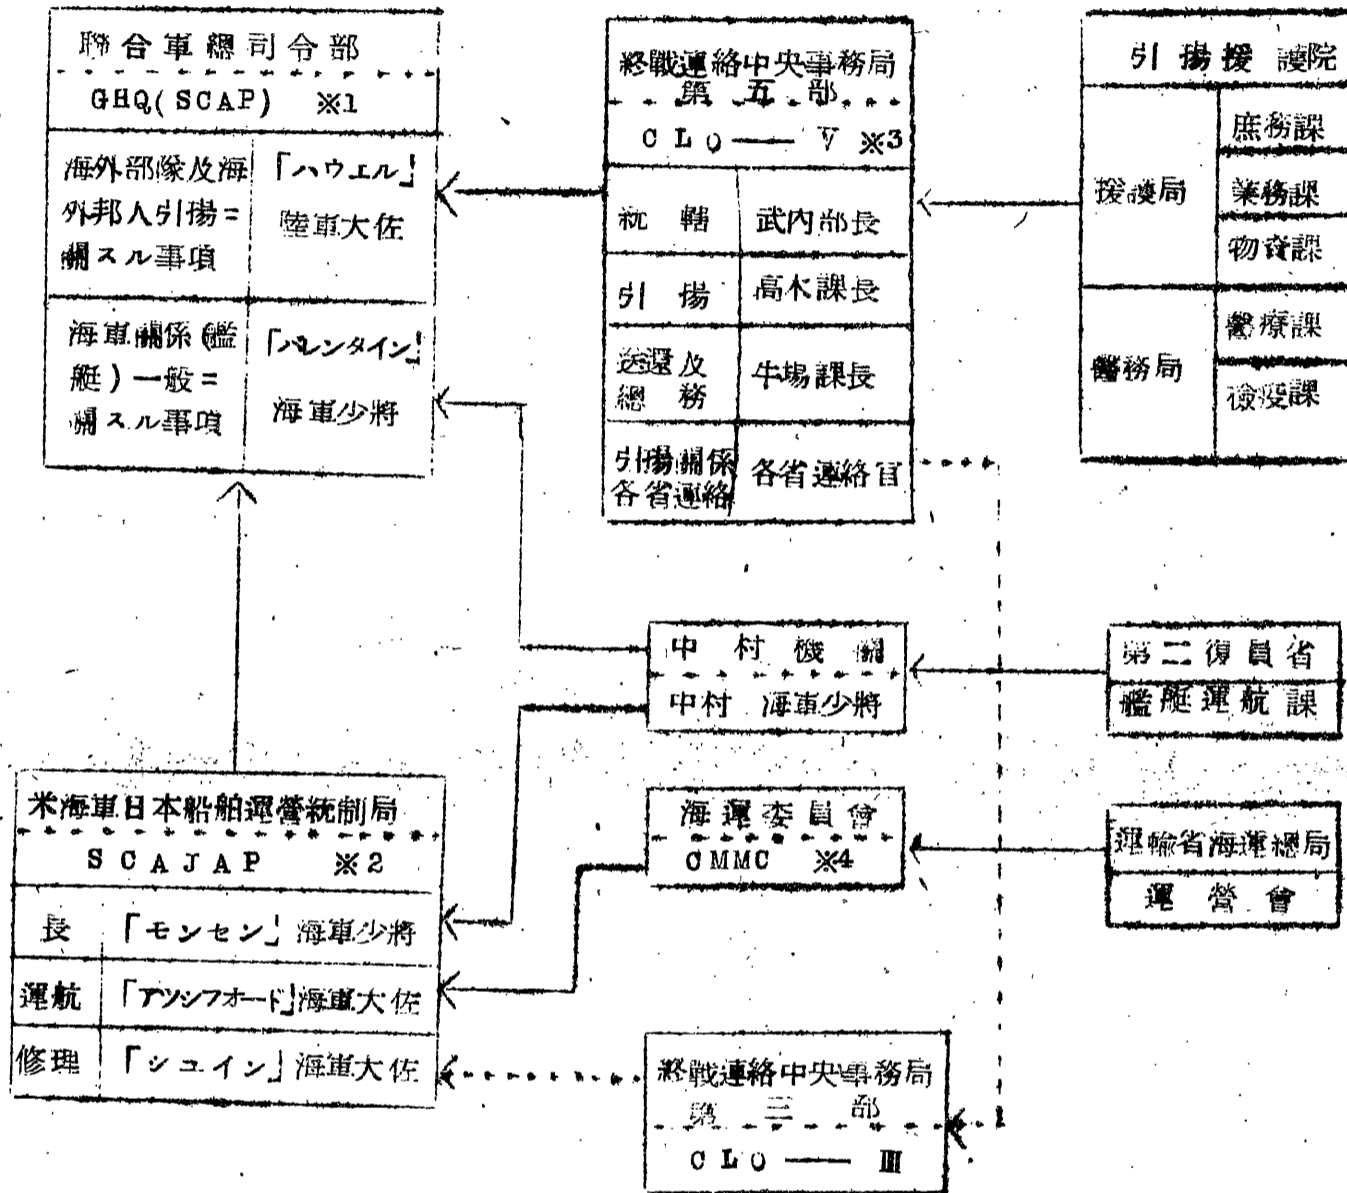 聯合軍總司令部
GHQ(SCAP) ※1
海外部隊及海
外邦人引揚ニ
關スル事項
「ハウエル」
陸軍大佐
海軍關係(艦
艇)一般ニ
關スル事項
「バレンタイン」
海軍少將
終戰連絡中央事務局
第五部
CLO―V ※3
統轄
武內部長
引揚
高木課長
送還及
總務
牛場課長
引揚關係
各省連絡
各省連絡官
引揚援護院
援護局
庶務課
業務課
物資課
醫務局
醫療課
檢疫課
中村機關
中村 海軍少將
第二復員省
艦艇運航課
米海軍日本船舶運營統制局
SCAJAP ※2
長
「モンセン」海軍少將
運航
「アツシフオード」海軍大佐
修理
「シユイン」海軍大佐
海運委員會
CMMC ※4
運輸省海運總局
運營會
終戰連絡中央事務局
第三部
CLO―Ⅲ